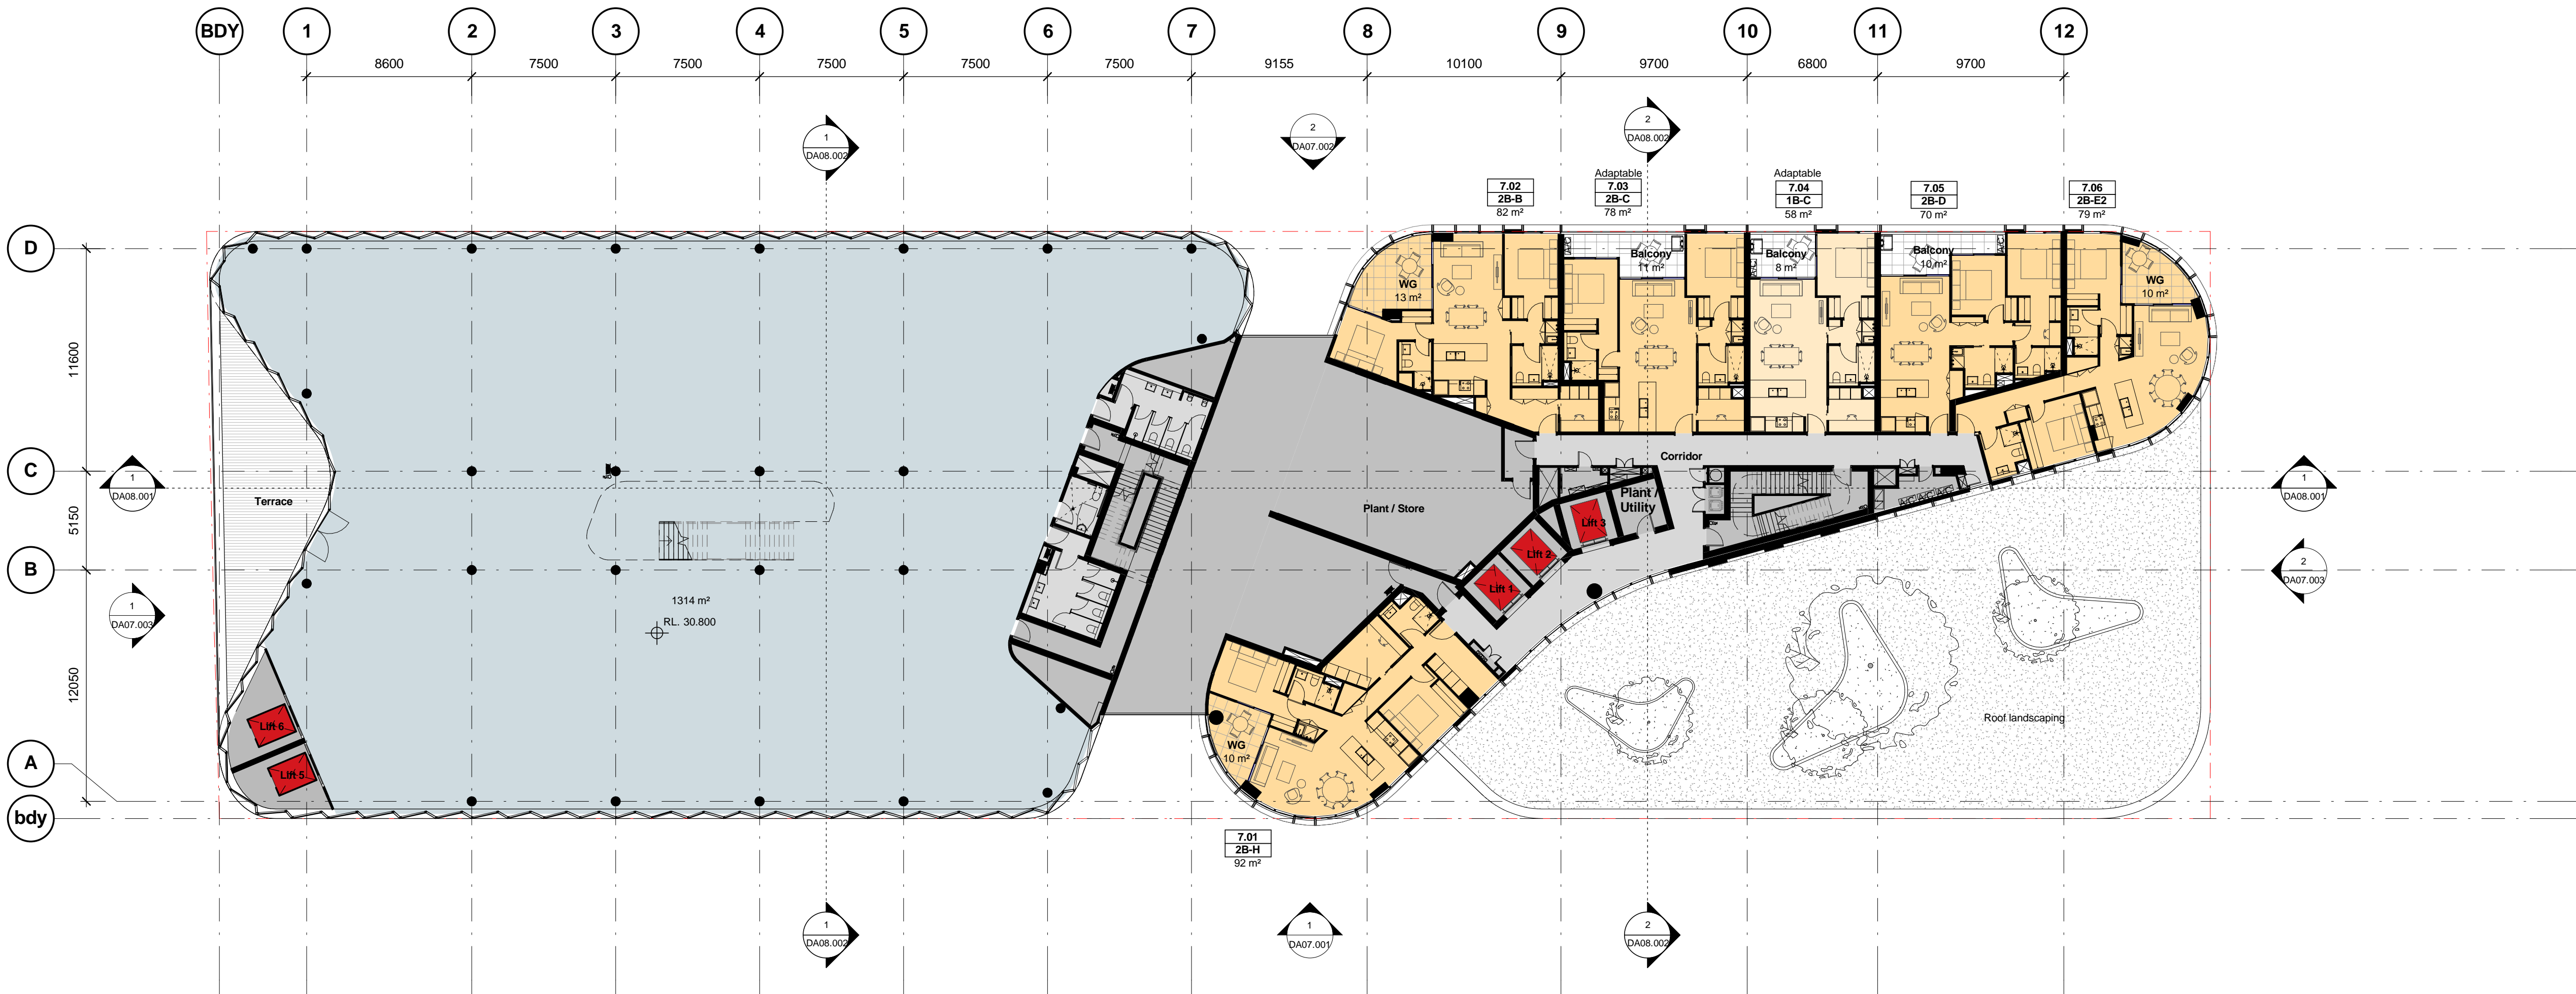 BDY
1
2
3
4
5
6
7
8
9
10
11
12
8600
7500
7500
7500
7500
7500
9155
10100
9700
6800
9700
1
DA08.002
2
DA07.002
2
DA08.002
7.02
2B-B
82 m²
Adaptable
7.03
2B-C
78 m²
Adaptable
7.04
1B-C
58 m²
7.05
2B-D
70 m²
7.06
2B-E2
79 m²
D
C
B
A
bdy
11600
5150
12050
Balcony
11 m²
Balcony
8 m²
Balcony
10 m²
A/C
A/C
A/C
WG
13 m²
WG
10 m²
Corridor
1
DA08.001
1
DA08.001
Terrace
Plant / Store
Plant /
Utility
A/C A/C A/C
Lift 3
Lift 2
Lift 1
1
DA07.003
2
DA07.003
1314 m²
RL. 30.800
Roof landscaping
Lift 6
Lift 5
WG
10 m²
7.01
2B-H
92 m²
1
DA08.002
1
DA07.001
2
DA08.002